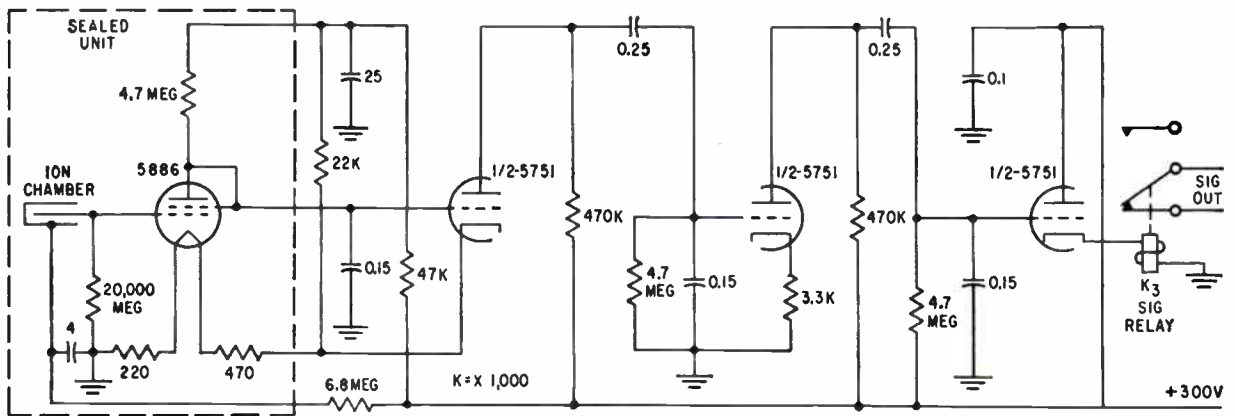 SEALED
UNIT
4.7 MEG
5886
ION
CHAMBER
20,000
MEG
4
220
470
25
22K
0.15
47K
6.8 MEG
K=X 1,000
1/2-5751
470K
0.25
4.7
MEG
0.15
1/2-5751
3.3K
470K
0.25
4.7
MEG
0.15
0.1
1/2-5751
SIG
OUT
K3
SIG
RELAY
+300V